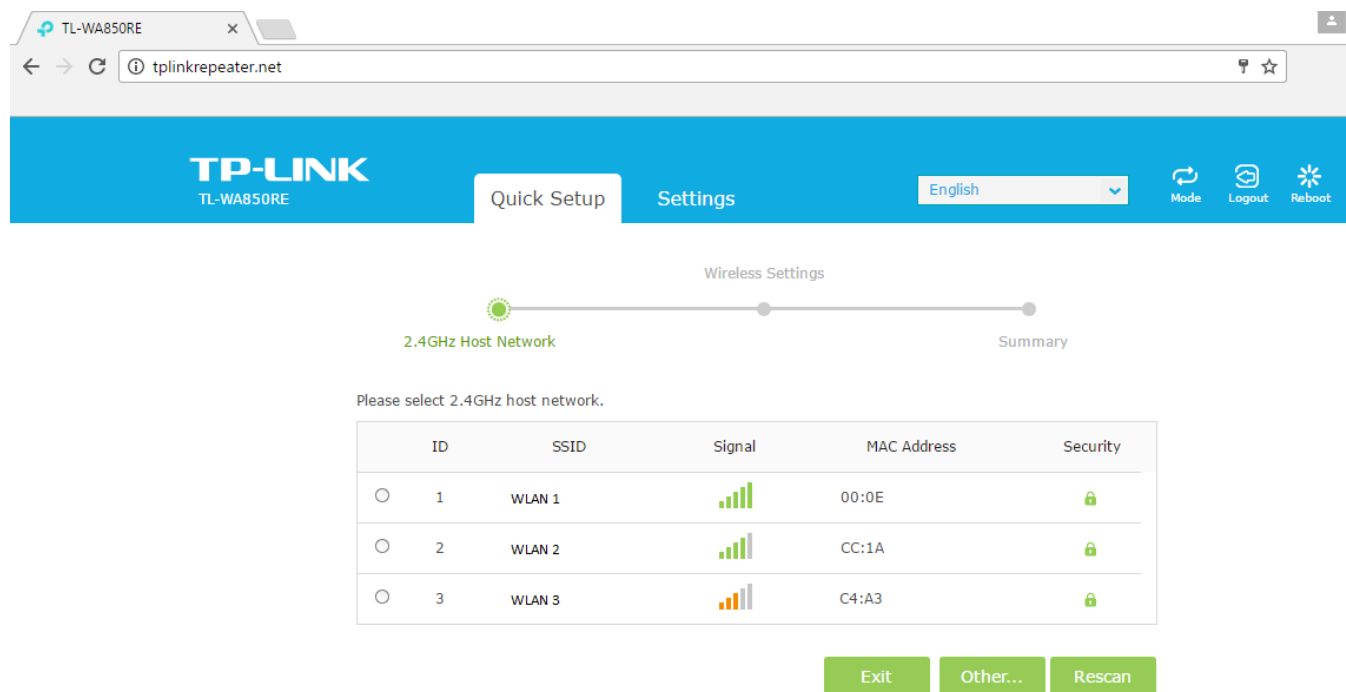 TL-WA850RE
tplinkrepeater.net
TP-LINK
TL-WA850RE
Quick Setup
Settings
English
Mode
Logout
Reboot
Wireless Settings
2.4GHz Host Network
Summary
Please select 2.4GHz host network.
ID SSID Signal MAC Address Security
1 WLAN 1 00:0E
2 WLAN 2 CC:1A
3 WLAN 3 C4:A3
Exit Other... Rescan